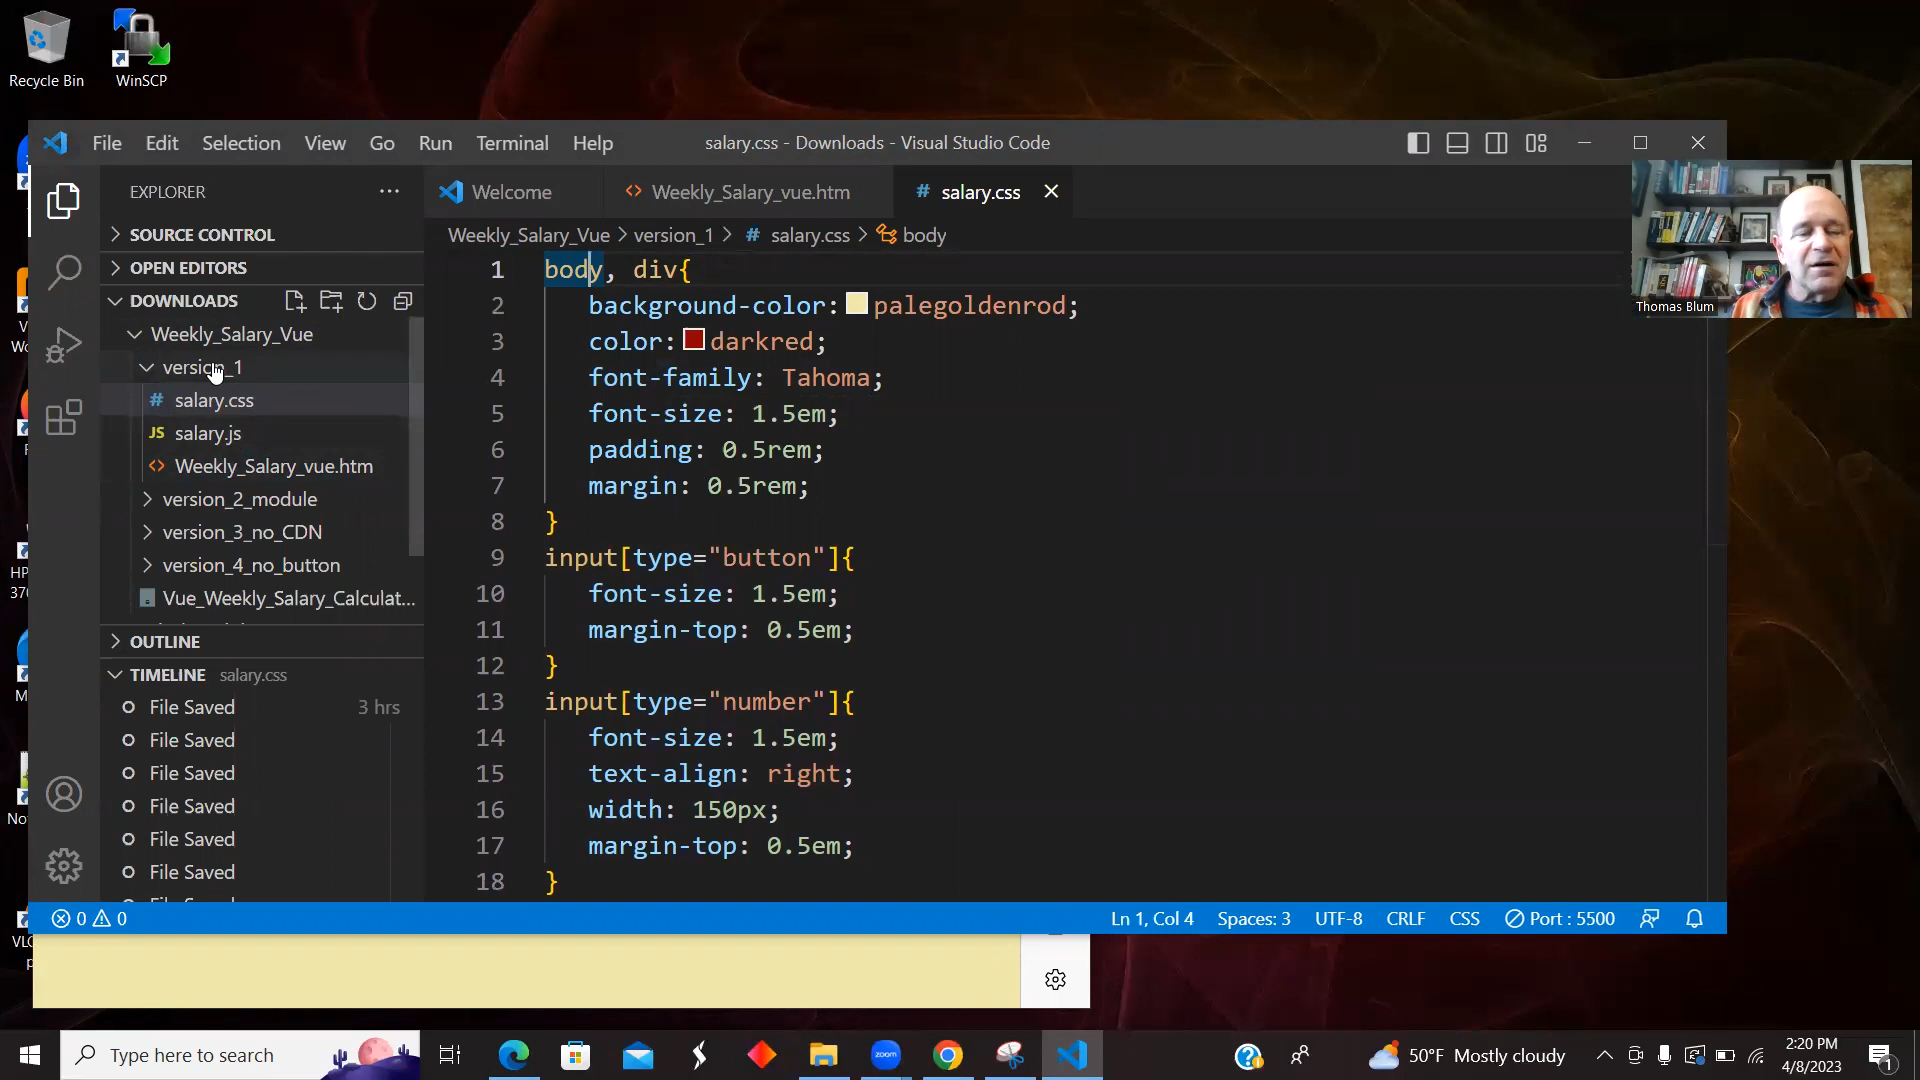 Recycle Bin
WinSCP
File Edit Selection View Go Run Terminal Help
salary.css - Downloads - Visual Studio Code
EXPLORER
SOURCE CONTROL
OPEN EDITORS
DOWNLOADS
Weekly_Salary_Vue
version_1
# salary.css
JS salary.js
<> Weekly_Salary_vue.htm
version_2_module
version_3_no_CDN
version_4_no_button
Vue_Weekly_Salary_Calculat...
OUTLINE
TIMELINE salary.css
File Saved 3 hrs
File Saved
File Saved
File Saved
File Saved
File Saved
Welcome
<> Weekly_Salary_vue.htm
# salary.css
Weekly_Salary_Vue > version_1 > # salary.css > body
1 body, div{
2 background-color: palegoldenrod;
3 color: darkred;
4 font-family: Tahoma;
5 font-size: 1.5em;
6 padding: 0.5rem;
7 margin: 0.5rem;
8 }
9 input[type="button"]{
10 font-size: 1.5em;
11 margin-top: 0.5em;
12 }
13 input[type="number"]{
14 font-size: 1.5em;
15 text-align: right;
16 width: 150px;
17 margin-top: 0.5em;
18 }
Thomas Blum
0 0
Ln 1, Col 4 Spaces: 3 UTF-8 CRLF CSS Port : 5500
Type here to search
zoom
50°F Mostly cloudy
2:20 PM
4/8/2023
1